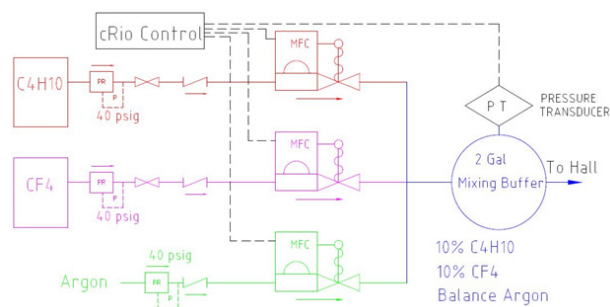 cRio Control
MFC
C4H10
PR
P
40 psig
P T
PRESSURE
TRANSDUCER
MFC
CF4
PR
P
40 psig
2 Gal
Mixing Buffer
To Hall
MFC
40 psig
Argon
PR
P
10% C4H10
10% CF4
Balance Argon